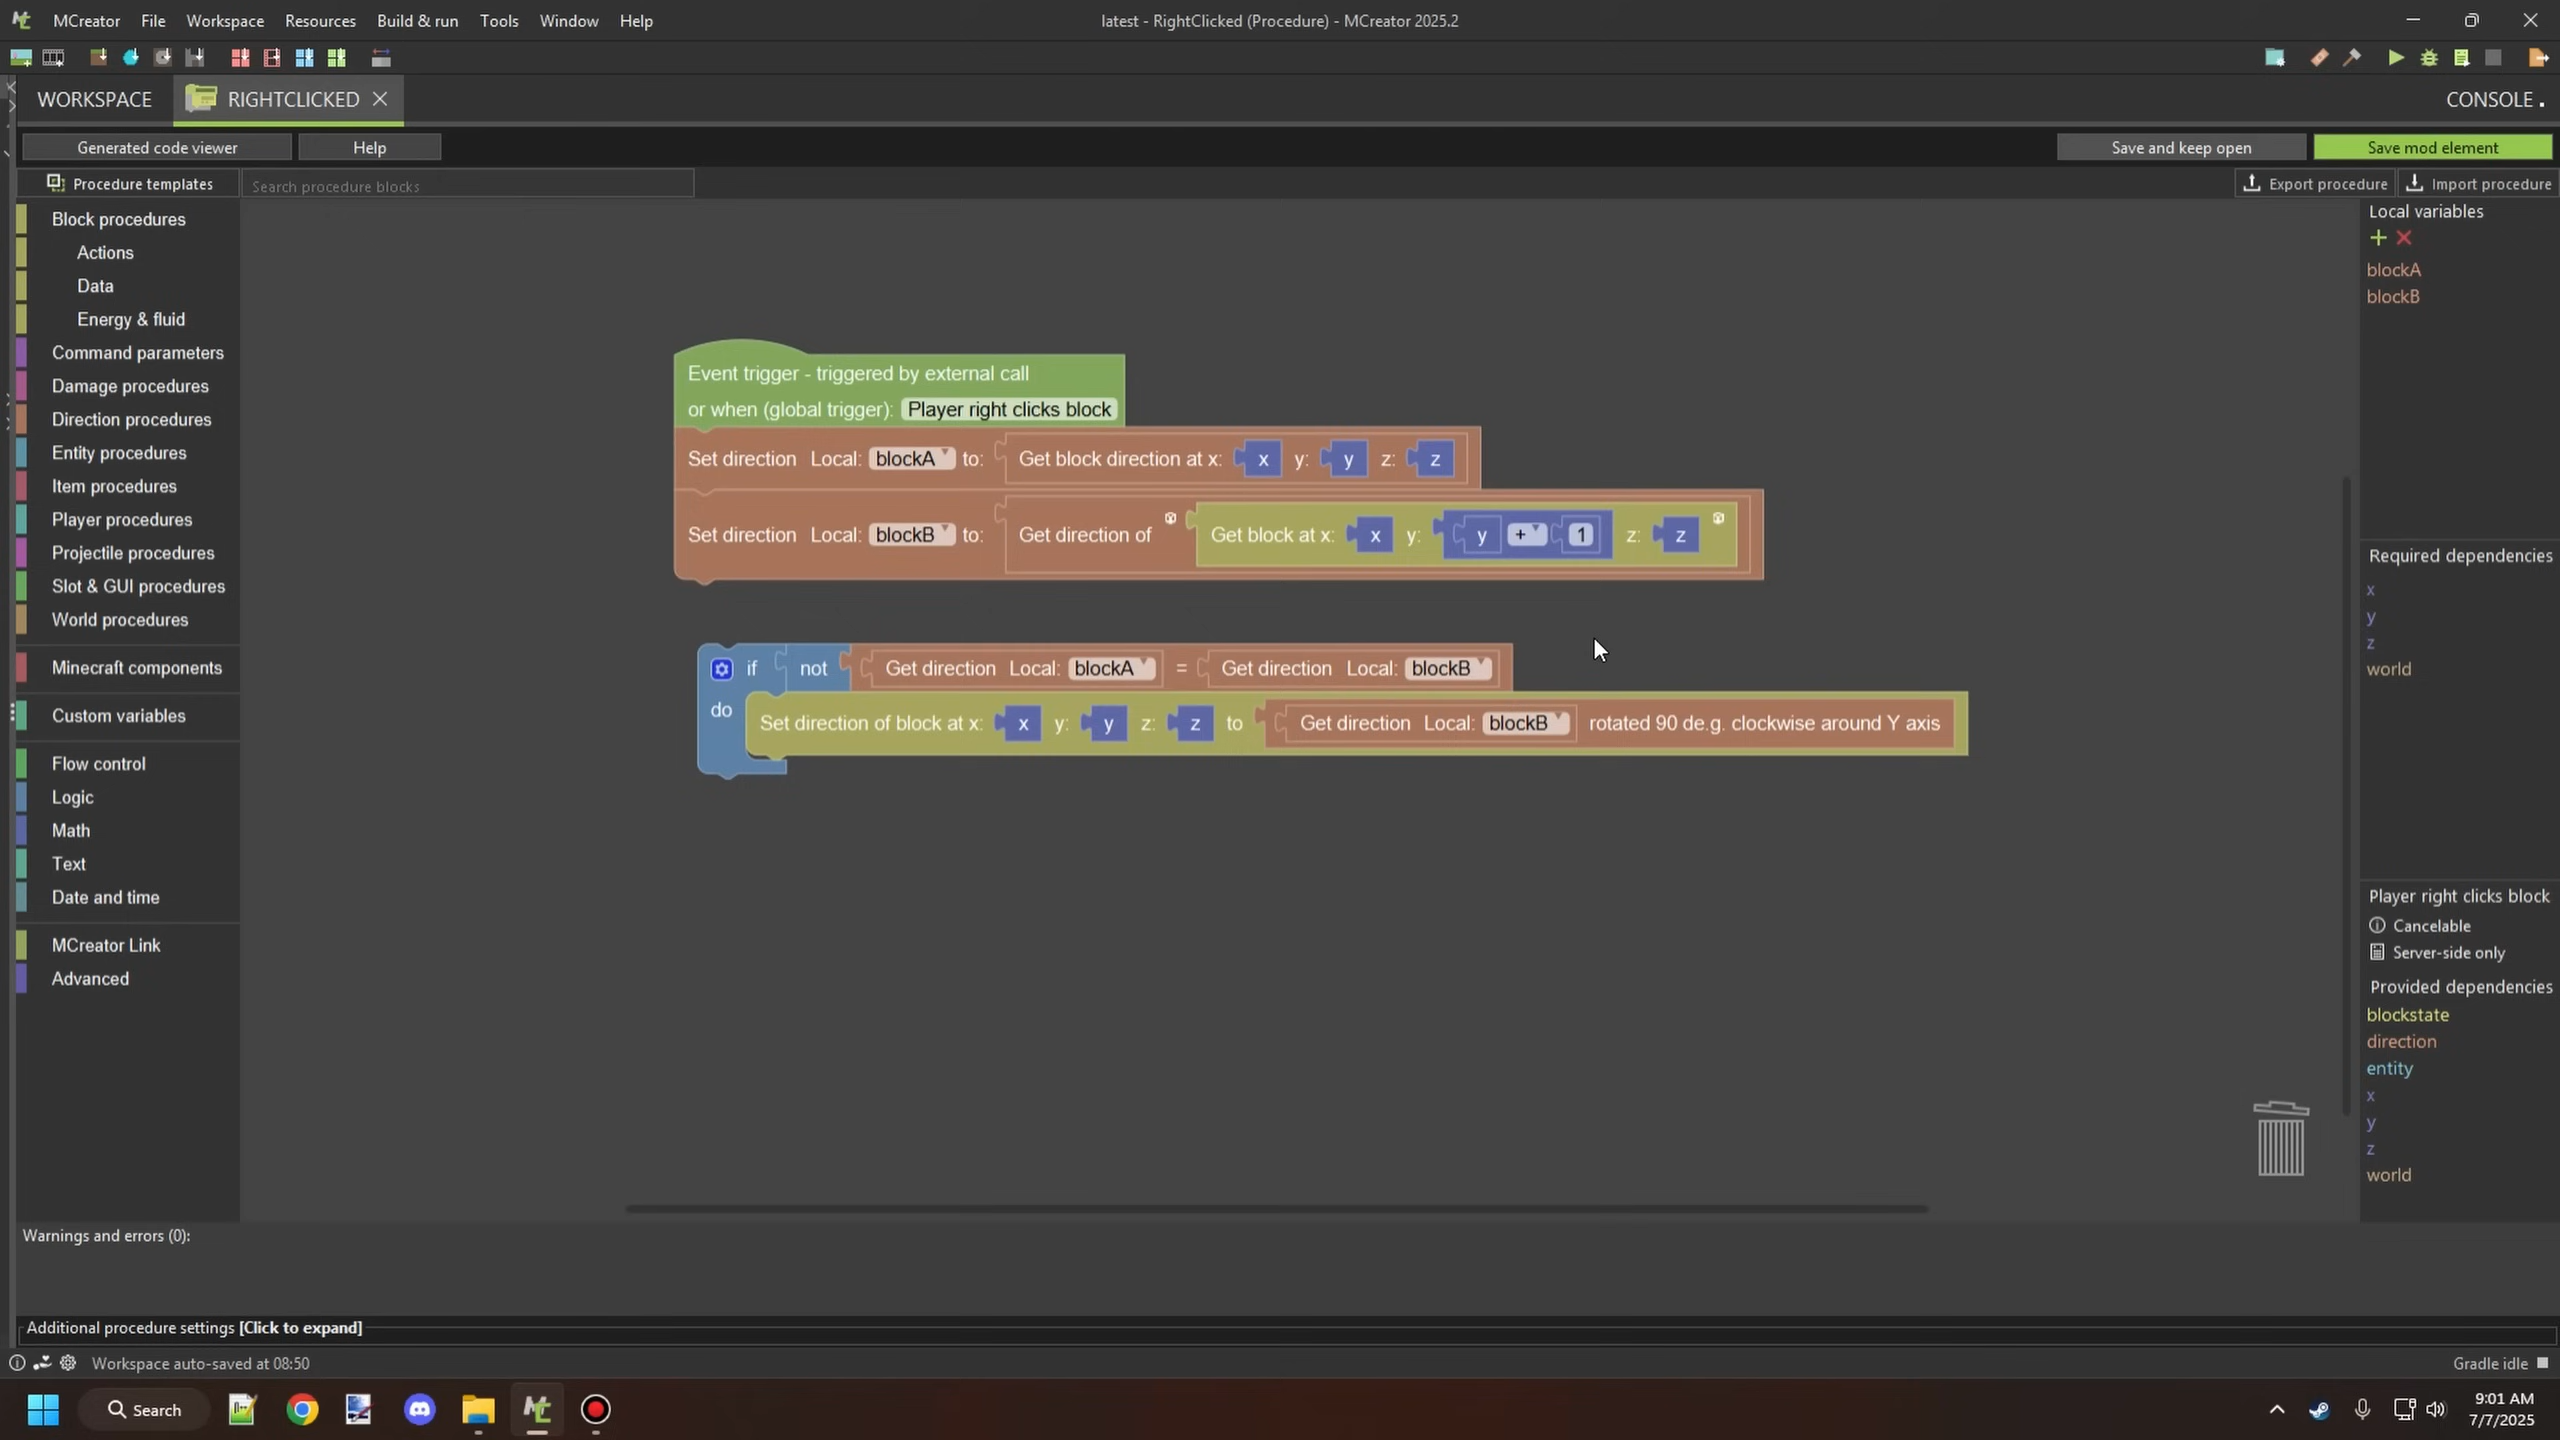 MCreator File Workspace Resources Build & run Tools Window Help
latest - RightClicked (Procedure) - MCreator 2025.2
WORKSPACE
RIGHTCLICKED
CONSOLE
Generated code viewer
Help
Save and keep open
Save mod element
Procedure templates
Search procedure blocks
Export procedure
Import procedure
Block procedures
Actions
Data
Energy & fluid
Command parameters
Damage procedures
Direction procedures
Entity procedures
Item procedures
Player procedures
Projectile procedures
Slot & GUI procedures
World procedures
Minecraft components
Custom variables
Flow control
Logic
Math
Text
Date and time
MCreator Link
Advanced
Event trigger - triggered by external call
or when (global trigger): Player right clicks block
Set direction Local: blockA to: Get block direction at x: x y: y z: z
Set direction Local: blockB to: Get direction of Get block at x: x y: y + 1 z: z
if not Get direction Local: blockA = Get direction Local: blockB
do Set direction of block at x: x y: y z: z to Get direction Local: blockB rotated 90 de.g. clockwise around Y axis
Local variables
blockA
blockB
Required dependencies
x
y
z
world
Player right clicks block
Cancelable
Server-side only
Provided dependencies
blockstate
direction
entity
x
y
z
world
Warnings and errors (0):
Additional procedure settings [Click to expand]
Workspace auto-saved at 08:50
Gradle idle
Search
9:01 AM
7/7/2025